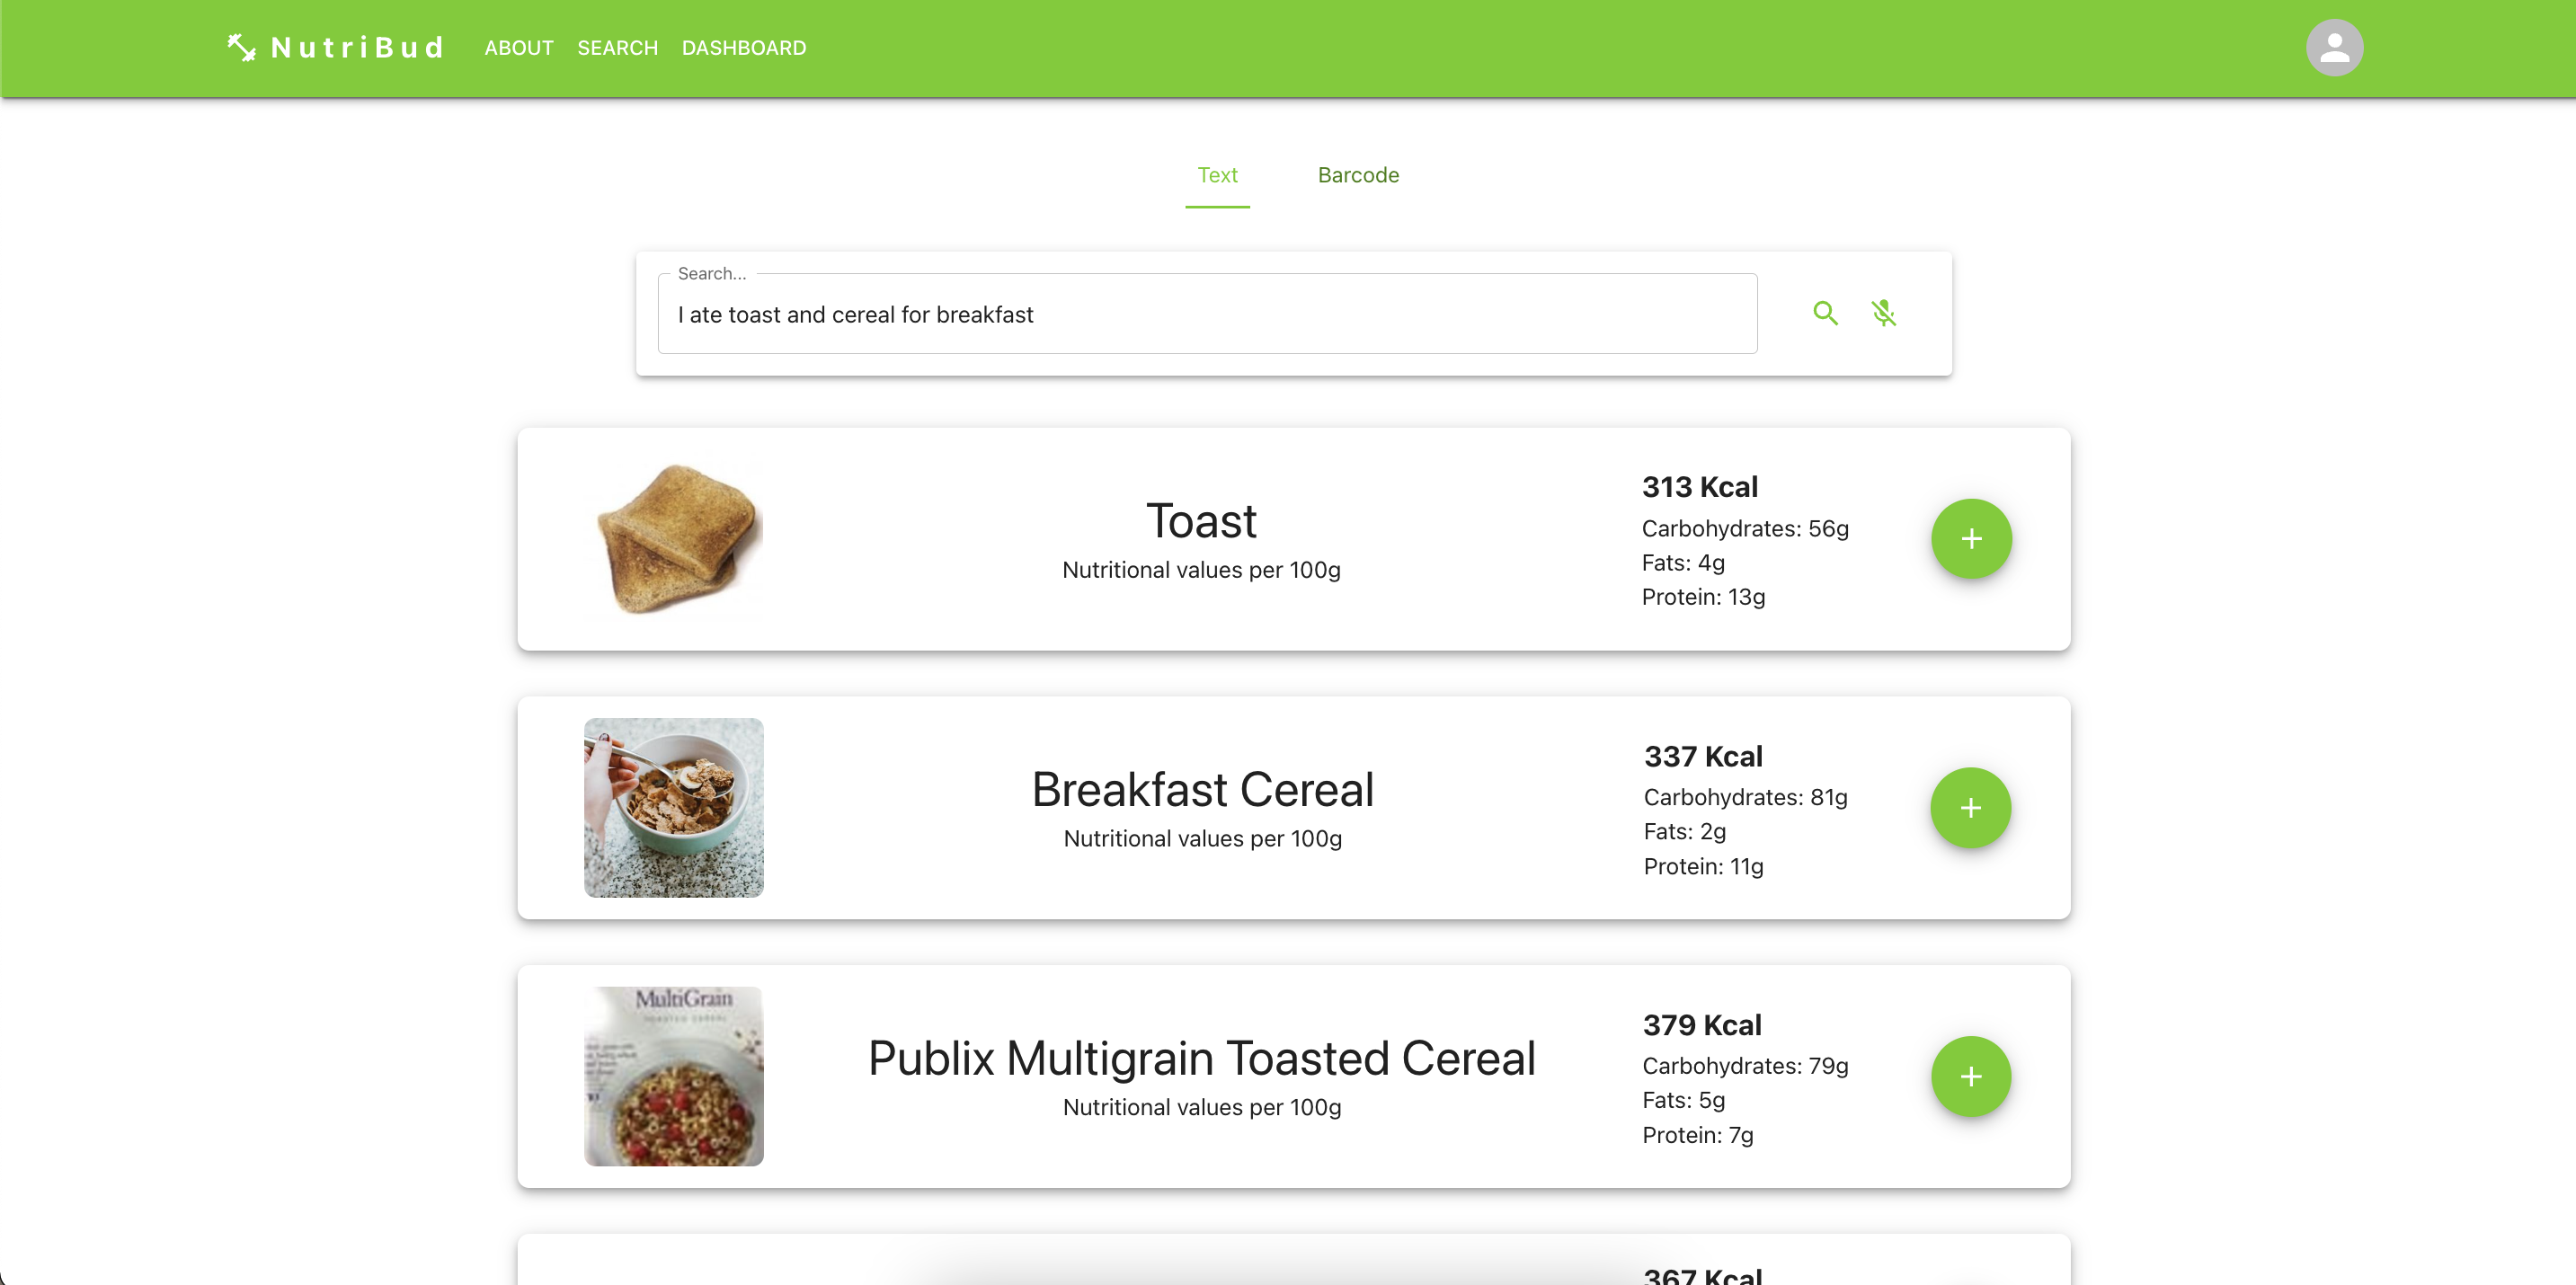 NutriBud
ABOUT SEARCH DASHBOARD
Text Barcode
Search...
I ate toast and cereal for breakfast
Toast
Nutritional values per 100g
313 Kcal
Carbohydrates: 56g
Fats: 4g
Protein: 13g
Breakfast Cereal
Nutritional values per 100g
337 Kcal
Carbohydrates: 81g
Fats: 2g
Protein: 11g
MultiGrain
TOASTED CEREAL
Publix Multigrain Toasted Cereal
Nutritional values per 100g
379 Kcal
Carbohydrates: 79g
Fats: 5g
Protein: 7g
367 Kcal